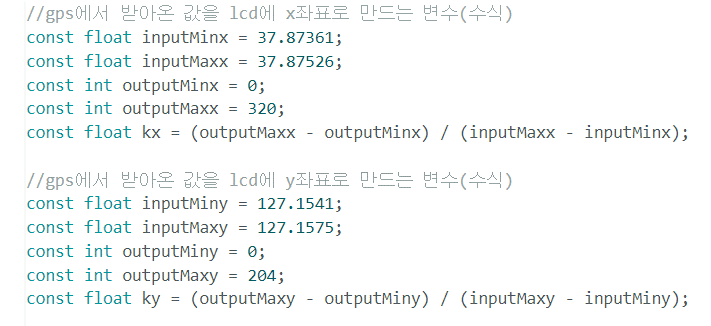 //gps에서 받아온 값을 lcd에 x좌표로 만드는 변수(수식)
const float inputMinx = 37.87361;
const float inputMaxx = 37.87526;
const int outputMinx = 0;
const int outputMaxx = 320;
const float kx = (outputMaxx - outputMinx) / (inputMaxx - inputMinx);

//gps에서 받아온 값을 lcd에 y좌표로 만드는 변수(수식)
const float inputMiny = 127.1541;
const float inputMaxy = 127.1575;
const int outputMiny = 0;
const int outputMaxy = 204;
const float ky = (outputMaxy - outputMiny) / (inputMaxy - inputMiny);